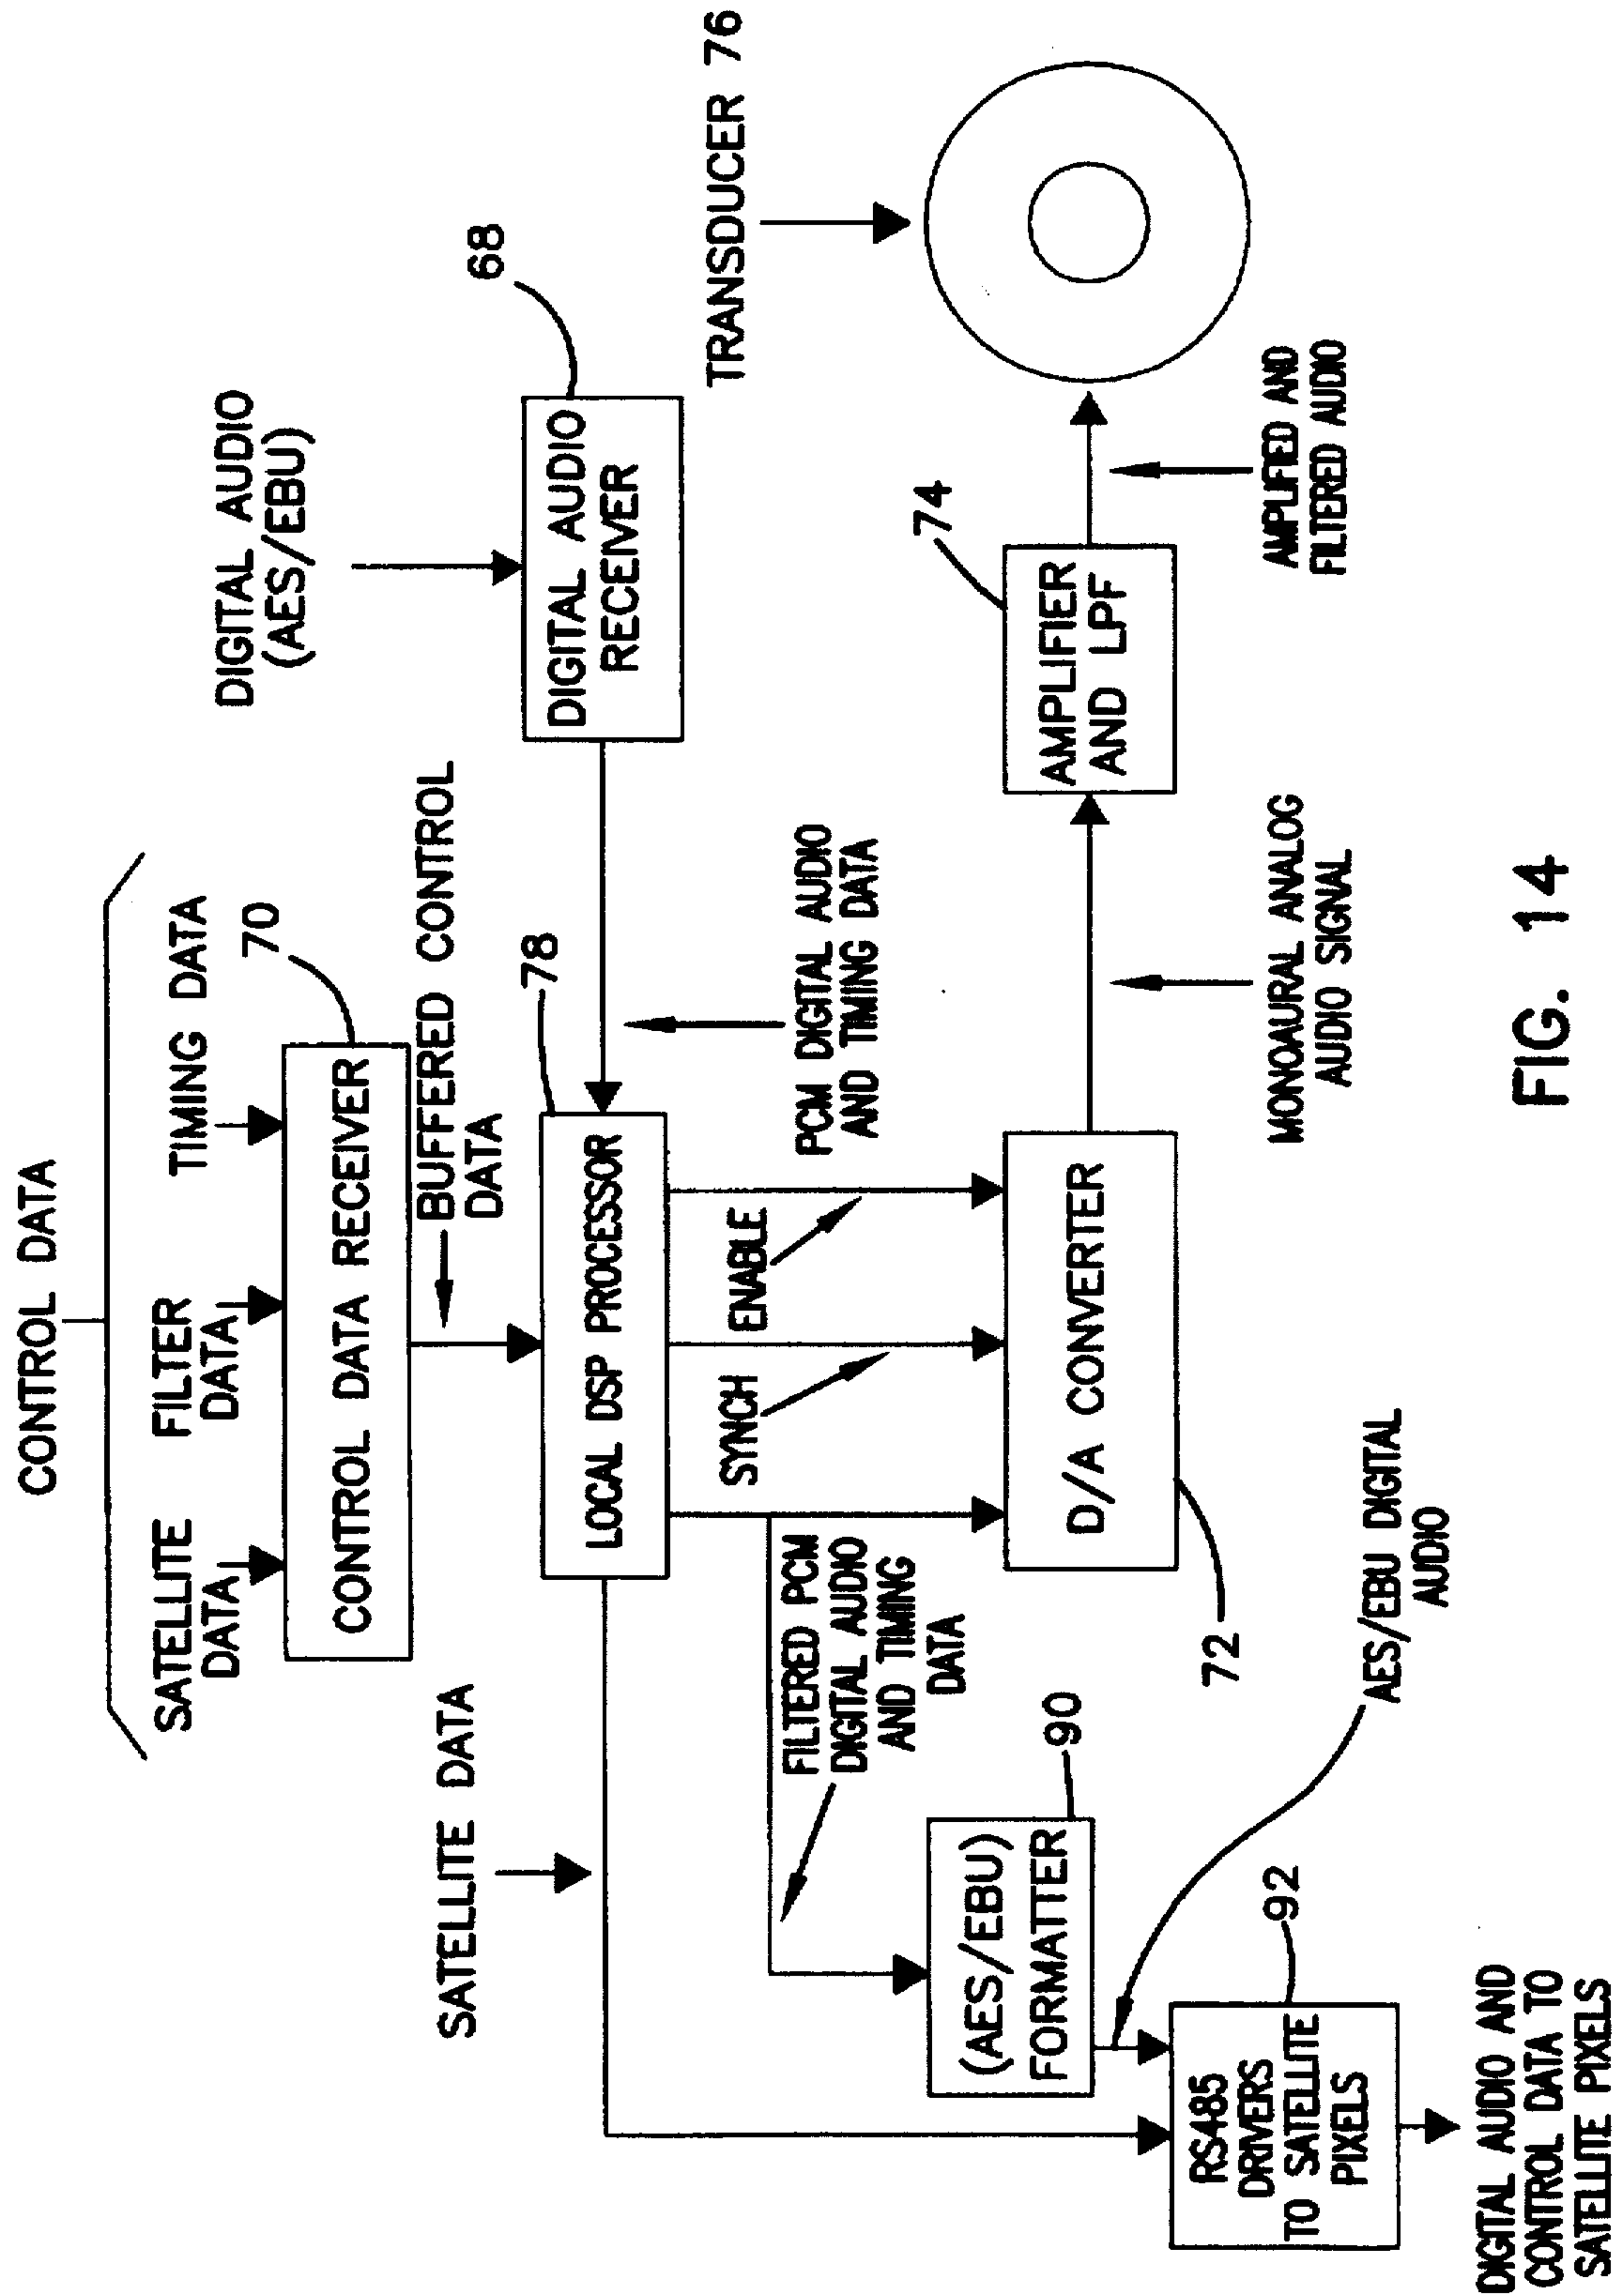 CONTROL DATA
SATELLITE
DATA
FILTER
DATA
TIMING DATA
70
CONTROL DATA RECEIVER
BUFFERED CONTROL
DATA
DIGITAL AUDIO
(AES/EBU)
68
DIGITAL AUDIO
RECEIVER
78
LOCAL DSP PROCESSOR
PCM DIGITAL AUDIO
AND TIMING DATA
SATELLITE DATA
SYNCH
ENABLE
FILTERED PCM
DIGITAL AUDIO
AND TIMING
DATA
TRANSDUCER 76
90
(AES/EBU)
FORMATTER
D/A CONVERTER
72
74
AMPLIFIER
AND LPF
MONOAURAL ANALOG
AUDIO SIGNAL
AMPLIFIED AND
FILTERED AUDIO
92
RS485
DRIVERS
TO SATELLITE
PIXELS
AES/EBU DIGITAL
AUDIO
DIGITAL AUDIO AND
CONTROL DATA TO
SATELLITE PIXELS
FIG. 14